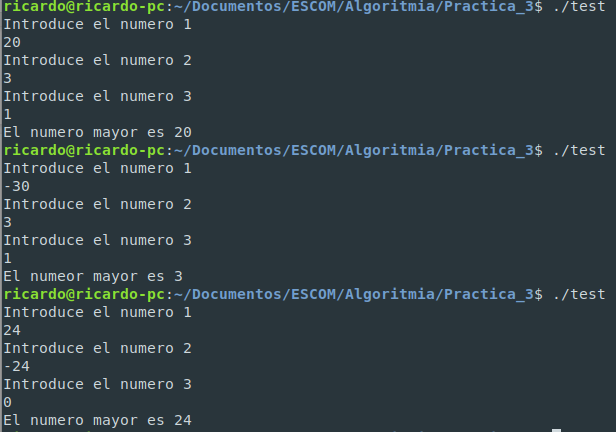 ricardo@ricardo-pc:~/Documentos/ESCOM/Algoritmia/Practica_3$ ./test
Introduce el numero 1
20
Introduce el numero 2
3
Introduce el numero 3
1
El numero mayor es 20
ricardo@ricardo-pc:~/Documentos/ESCOM/Algoritmia/Practica_3$ ./test
Introduce el numero 1
-30
Introduce el numero 2
3
Introduce el numero 3
1
El numeor mayor es 3
ricardo@ricardo-pc:~/Documentos/ESCOM/Algoritmia/Practica_3$ ./test
Introduce el numero 1
24
Introduce el numero 2
-24
Introduce el numero 3
0
El numero mayor es 24